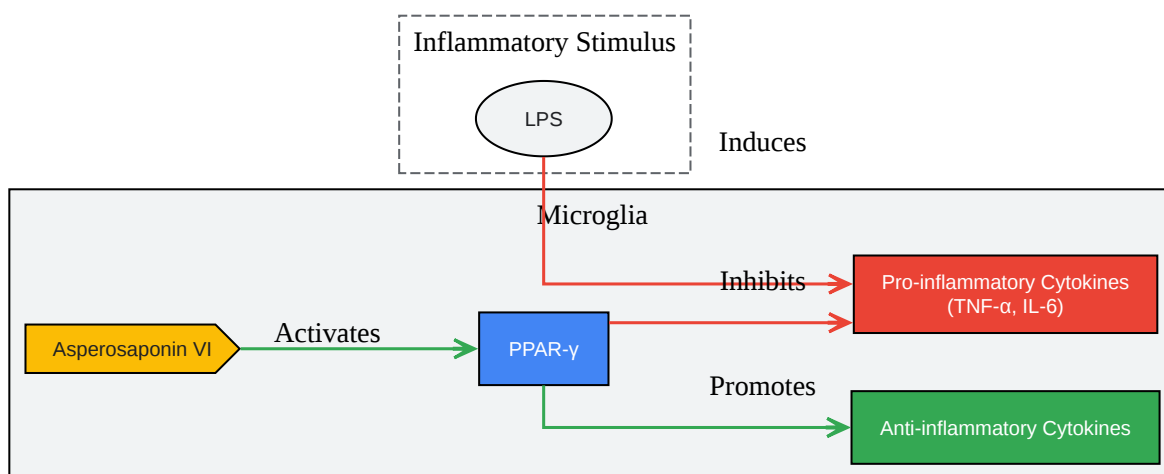 Inflammatory Stimulus
LPS
Induces
Microglia
Inhibits
Pro-inflammatory Cytokines
(TNF-α, IL-6)
Asperosaponin VI
Activates
PPAR-γ
Promotes
Anti-inflammatory Cytokines